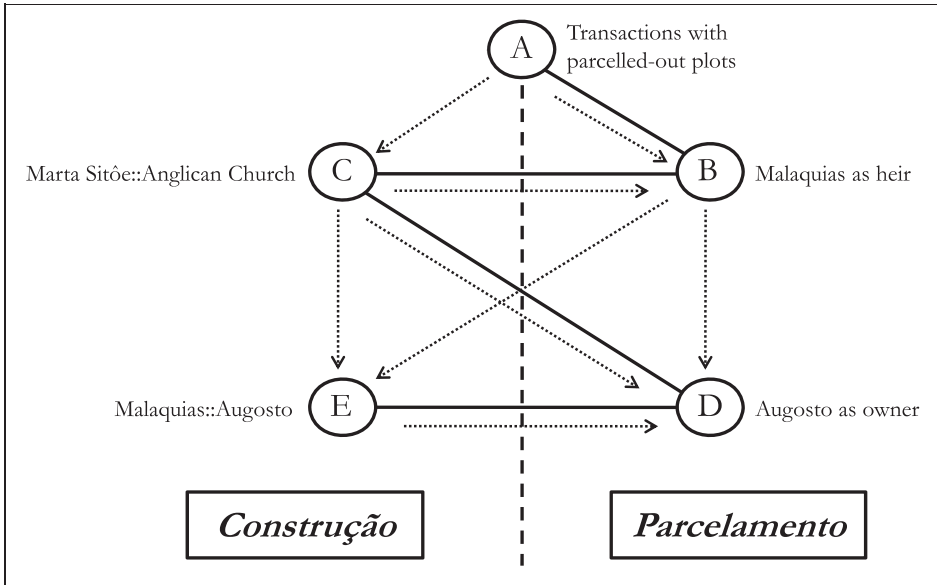 A
Transactions with
parcelled-out plots
Marta Sitôe::Anglican Church
C
B
Malaquias as heir
Malaquias::Augosto
E
D
Augosto as owner
Construção
Parcelamento